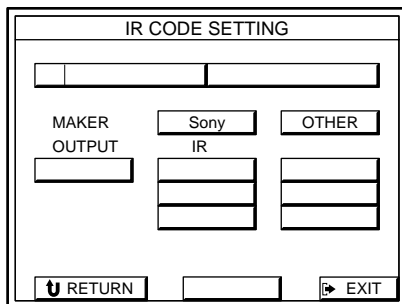 IR CODE SETTING
MAKER Sony OTHER
OUTPUT IR
RETURN EXIT